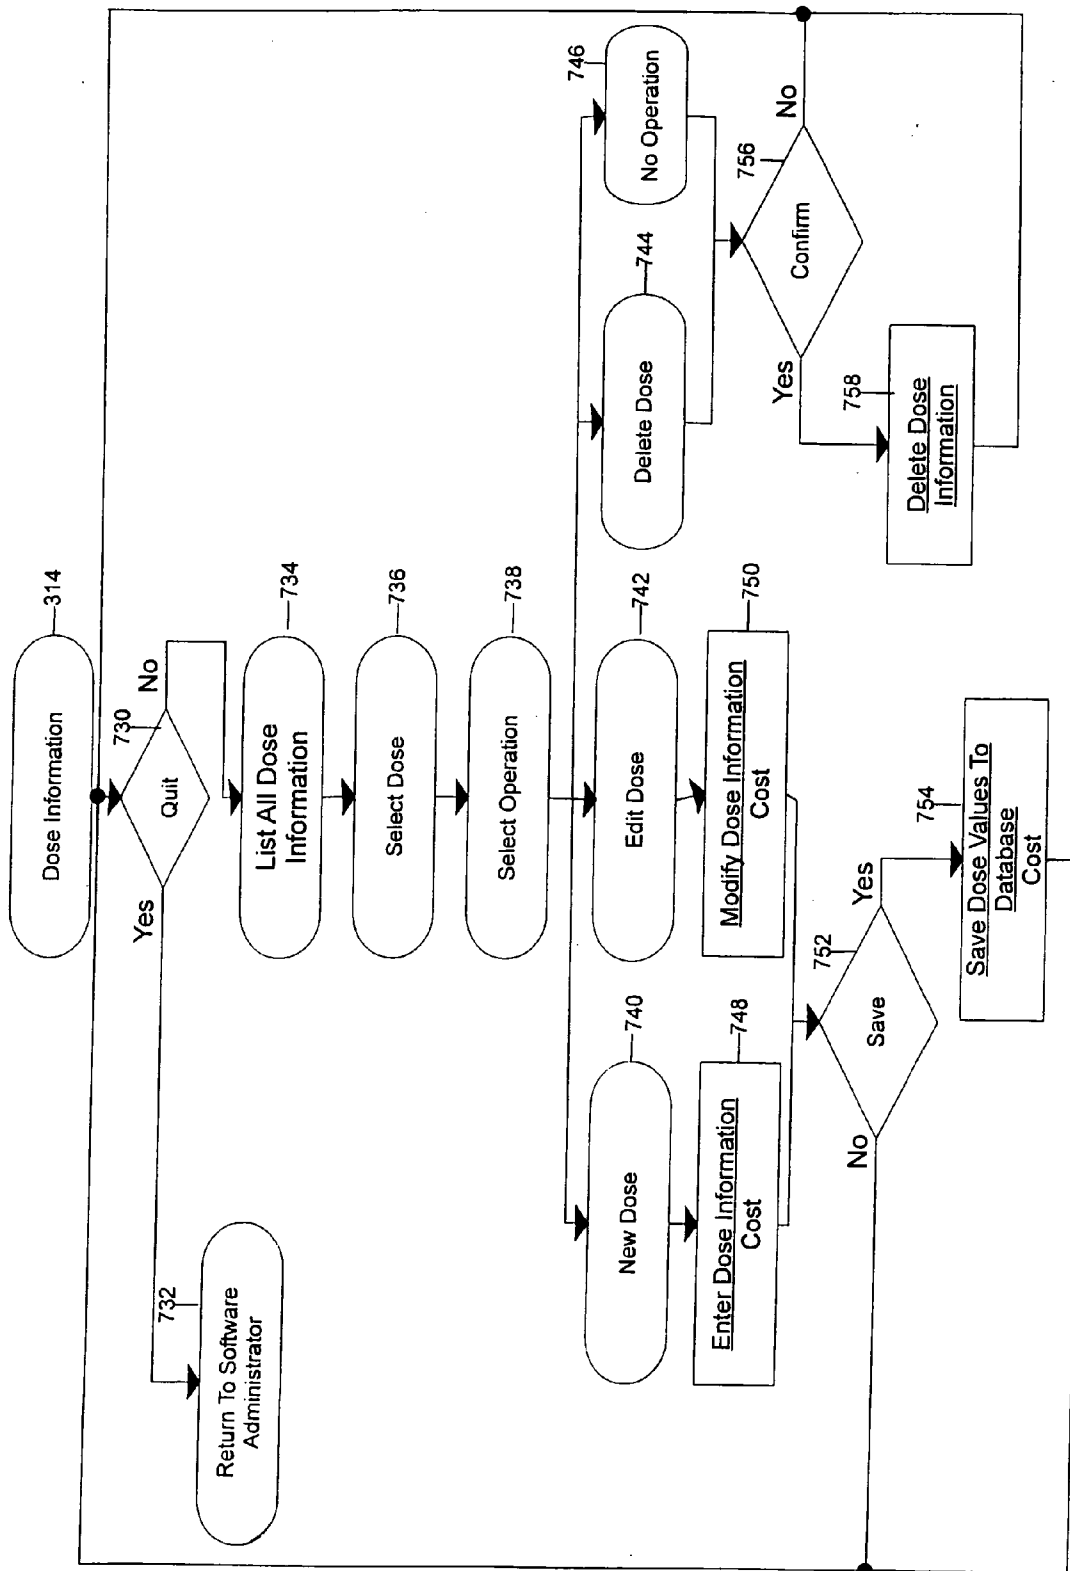 Dose Information
314
Quit
730
Yes
No
Return To Software
Administrator
732
List All Dose
Information
734
Select Dose
736
Select Operation
738
New Dose
740
Edit Dose
742
Delete Dose
744
No Operation
746
Enter Dose Information
Cost
748
Modify Dose Information
Cost
750
Save
752
No
Yes
Save Dose Values To
Database
Cost
754
Confirm
756
Yes
No
Delete Dose
Information
758